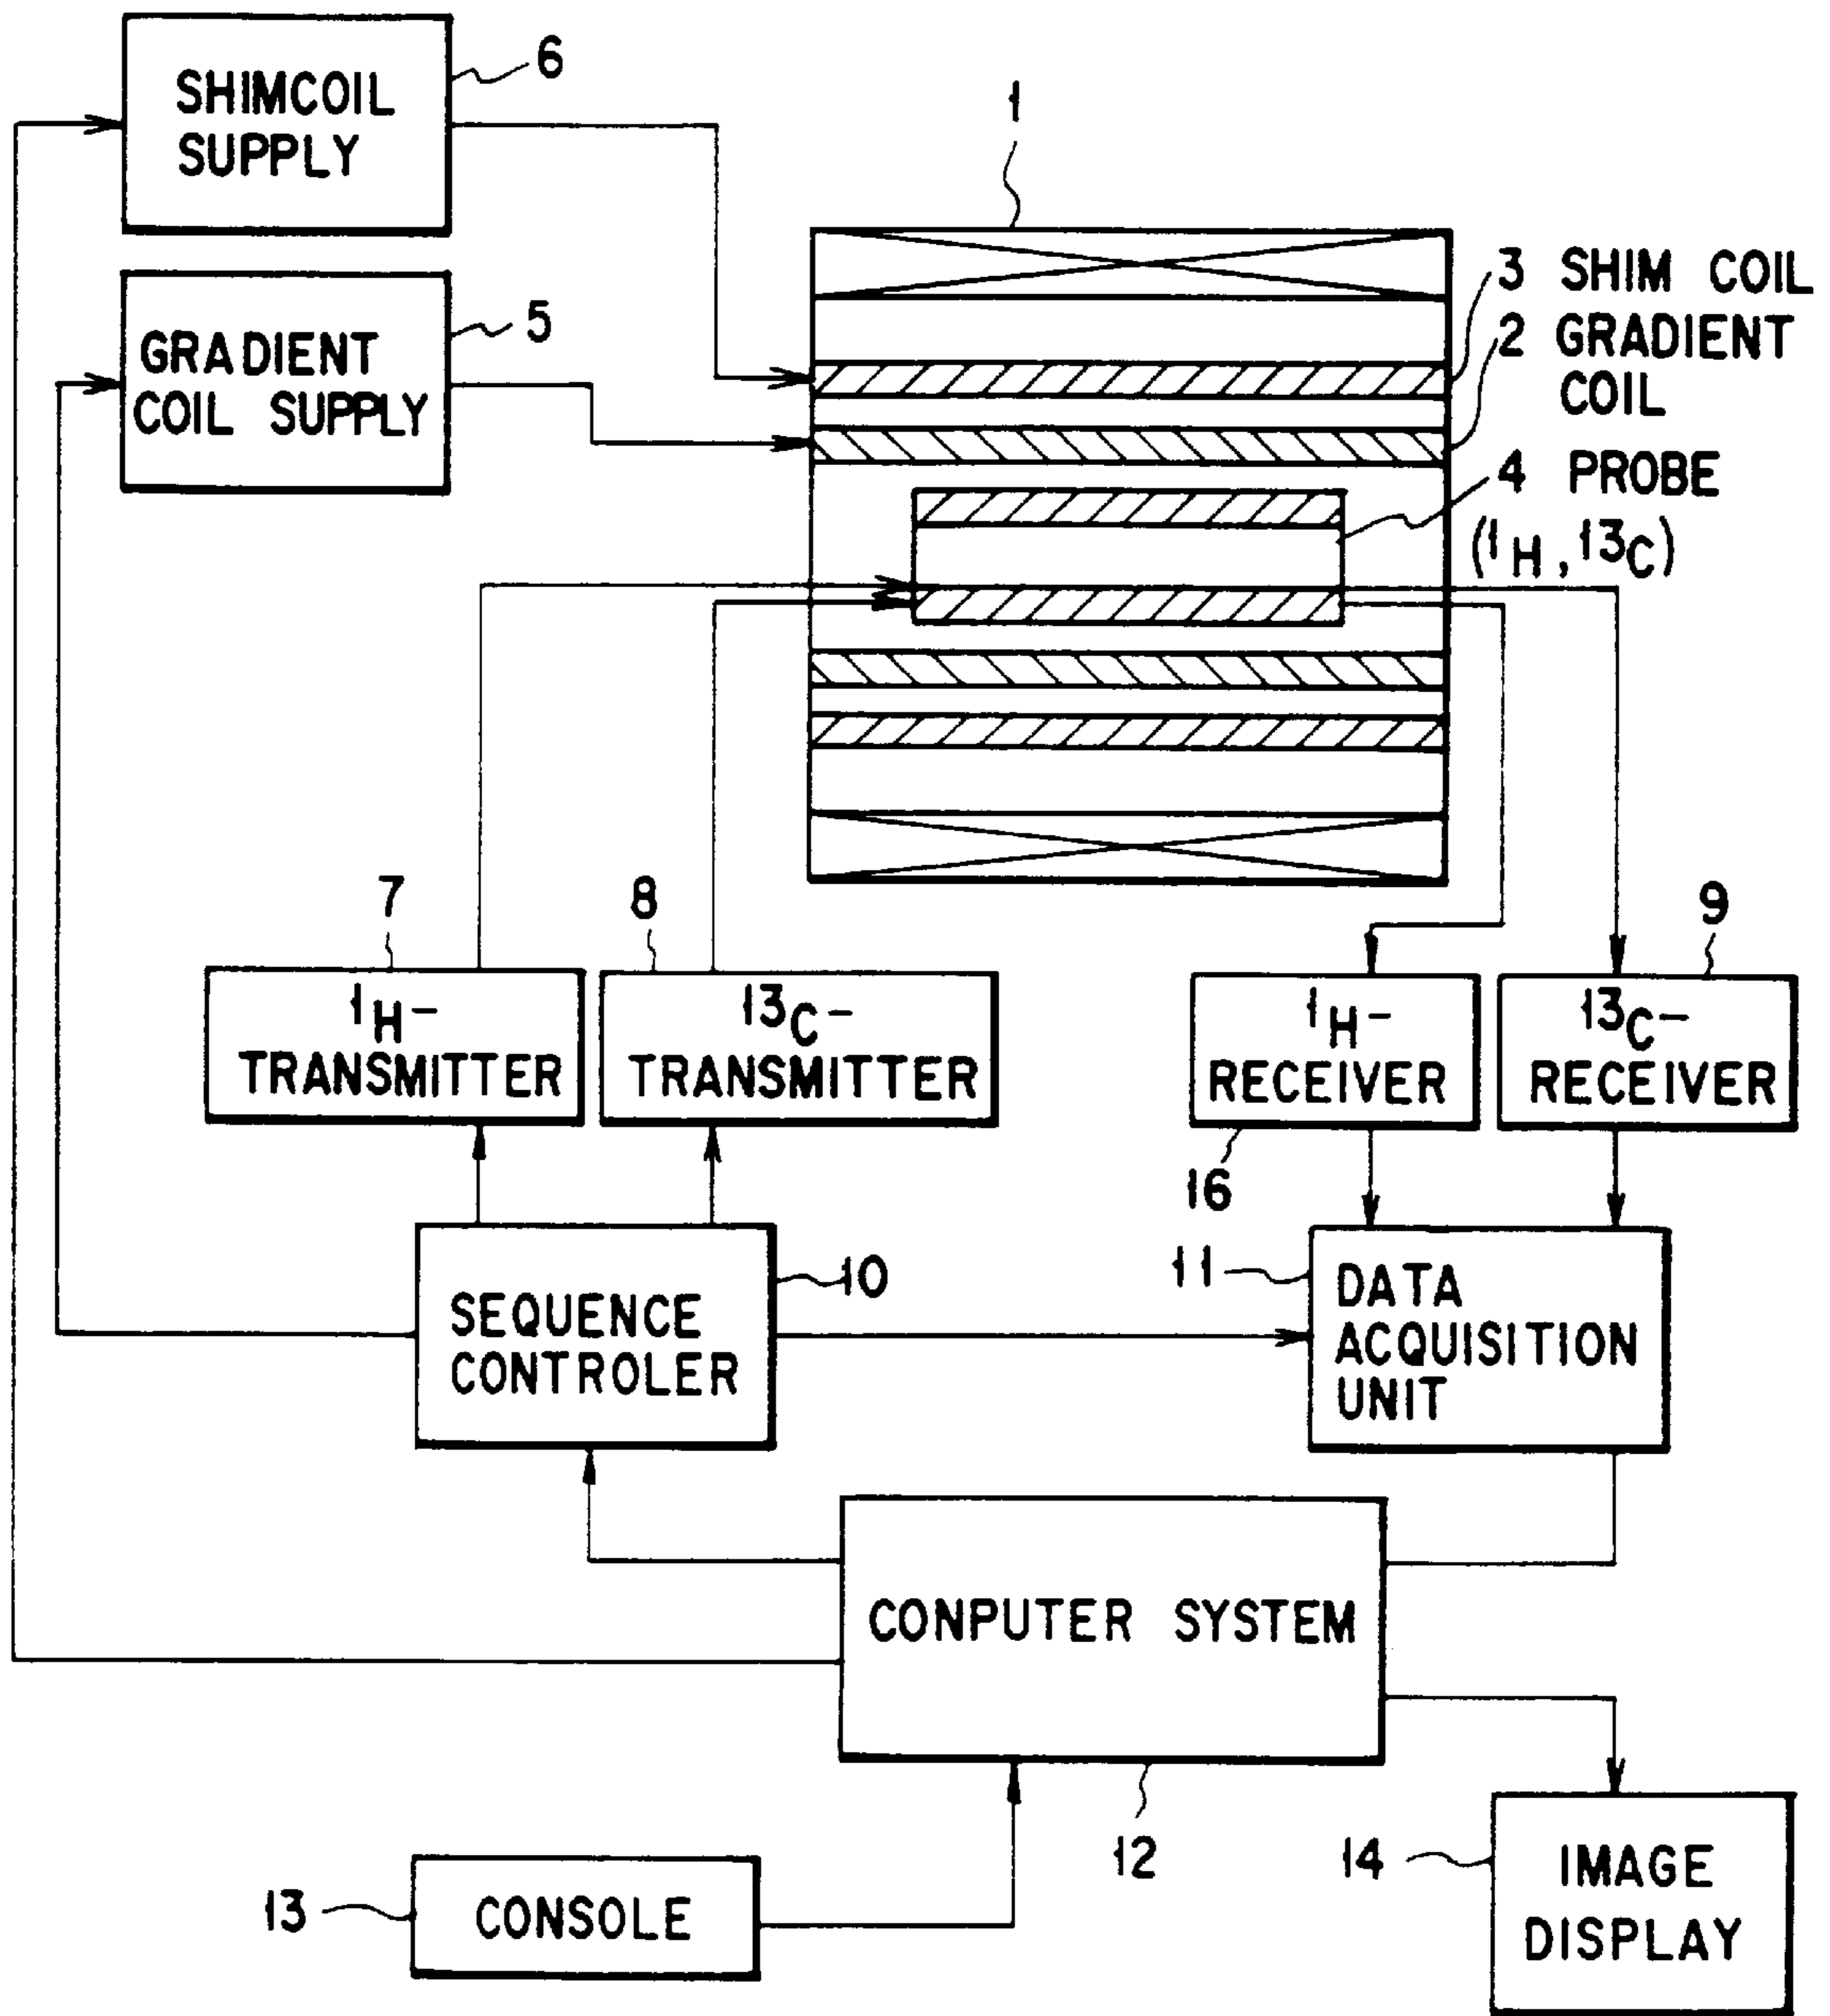 SHIMCOIL
SUPPLY
6
1
GRADIENT
COIL SUPPLY
5
3 SHIM COIL
2 GRADIENT
COIL
4 PROBE
(1H, 13C)
7
8
9
1H-
TRANSMITTER
13C-
TRANSMITTER
1H-
RECEIVER
13C-
RECEIVER
16
SEQUENCE
CONTROLER
10
11
DATA
ACQUISITION
UNIT
CONPUTER SYSTEM
12
13
CONSOLE
14
IMAGE
DISPLAY